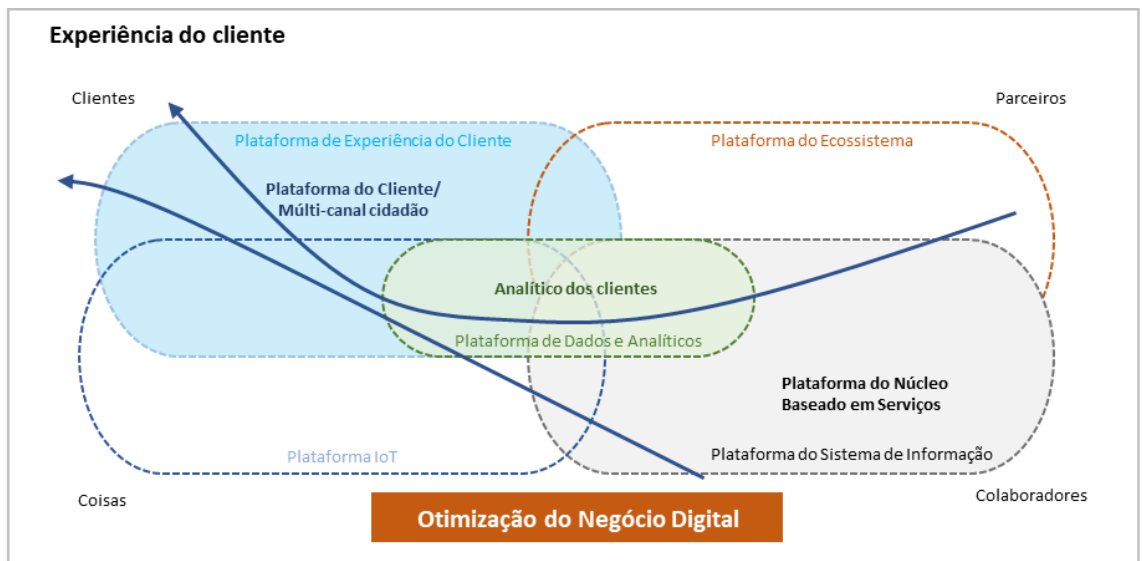 Experiência do cliente
Clientes
Parceiros
Plataforma de Experiência do Cliente
Plataforma do Ecossistema
Plataforma do Cliente/
Múlti-canal cidadão
Analítico dos clientes
Plataforma de Dados e Analíticos
Plataforma do Núcleo
Baseado em Serviços
Plataforma IoT
Plataforma do Sistema de Informação
Coisas
Colaboradores
Otimização do Negócio Digital